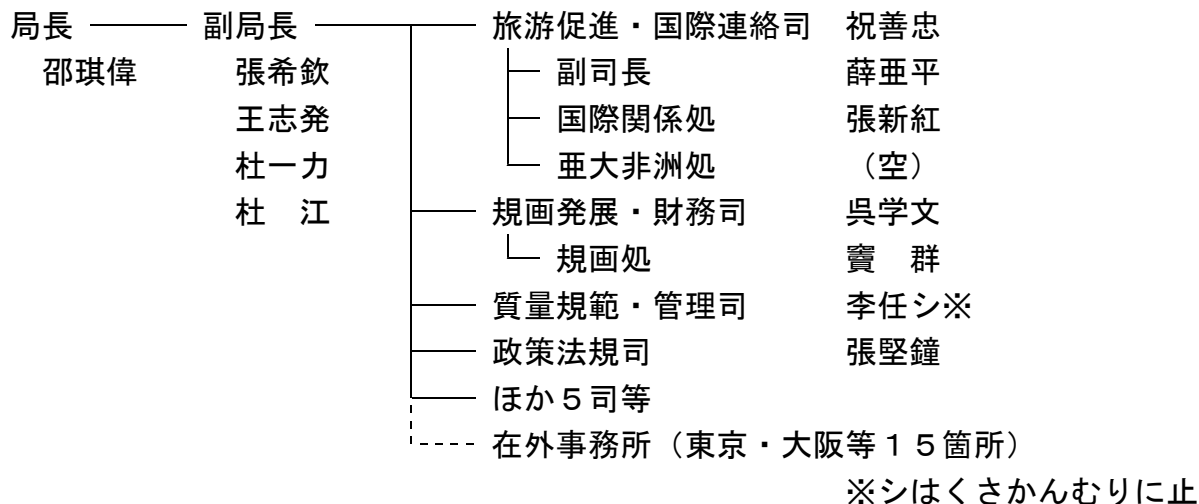 局長 副局長 旅游促進・国際連絡司 祝善忠
邵琪偉 張希欽 副司長 薛亜平
王志発 国際関係処 張新紅
杜一力 亜大非洲処 （空）
杜　江 規画発展・財務司 呉学文
規画処 竇　群
質量規範・管理司 李任シ※
政策法規司 張堅鐘
ほか５司等
在外事務所（東京・大阪等１５箇所）
※シはくさかんむりに止